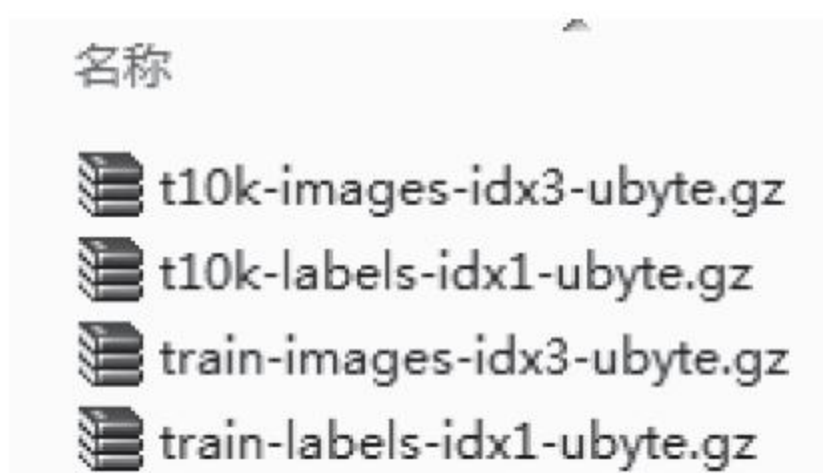 名称
t10k-images-idx3-ubyte.gz
t10k-labels-idx1-ubyte.gz
train-images-idx3-ubyte.gz
train-labels-idx1-ubyte.gz